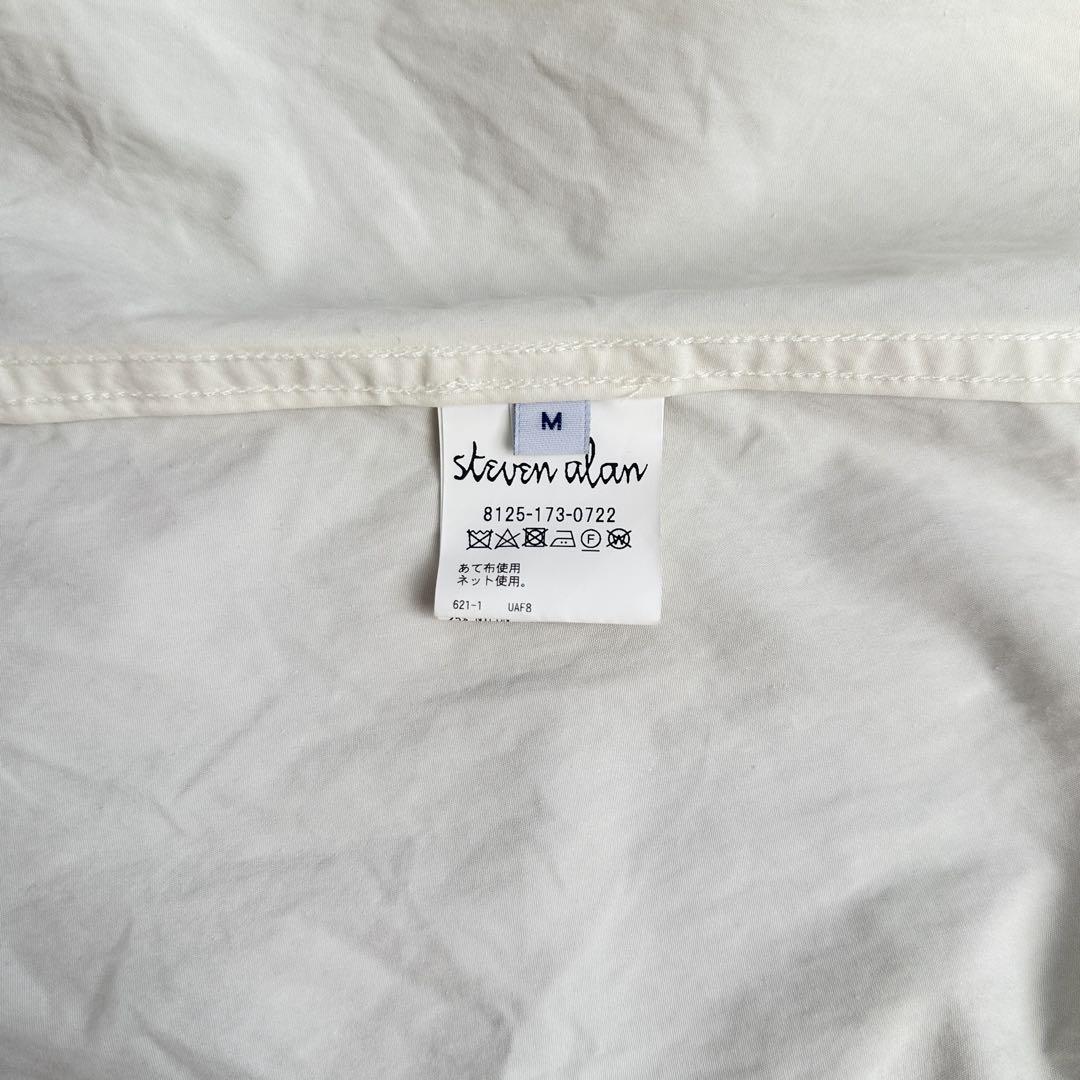 M
steven alan
8125-173-0722
F W
あて布使用
ネット使用。
621-1 UAF8